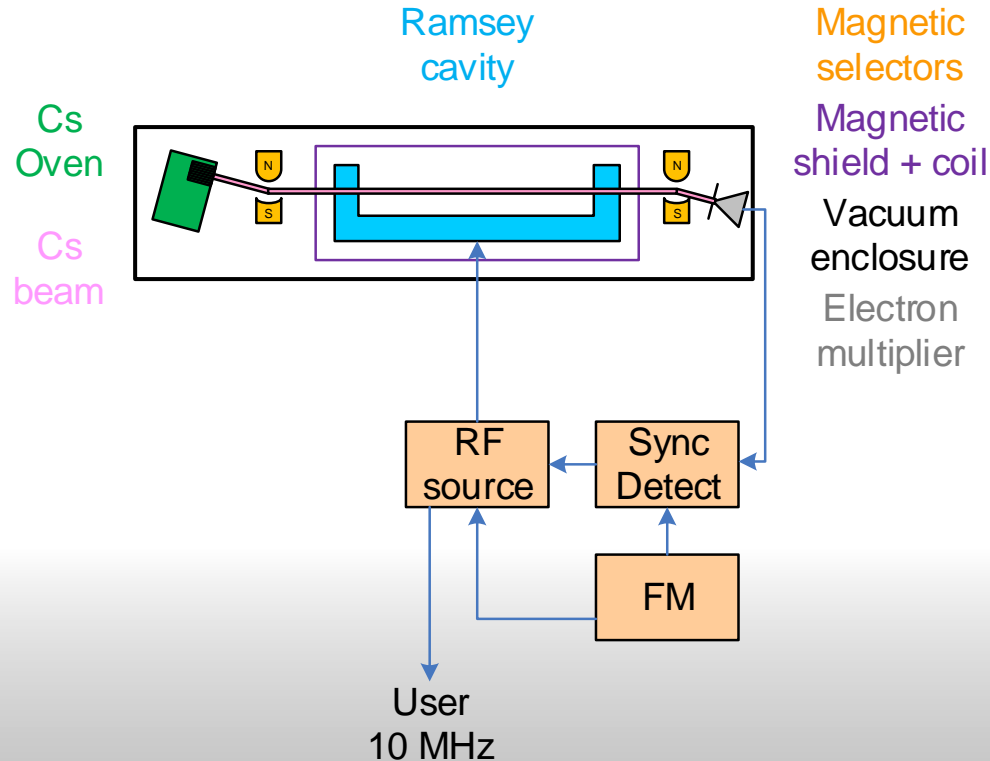 Ramsey
cavity
Magnetic
selectors
Cs
Oven
Magnetic
shield + coil
N
N
S
S
Cs
beam
Vacuum
enclosure
Electron
multiplier
RF
source
Sync
Detect
FM
User
10 MHz